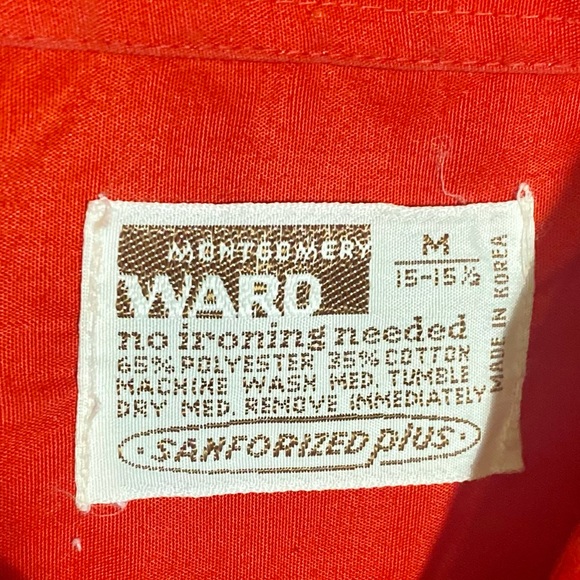 MONTGOMERY
WARD
M
15-15½
MADE IN KOREA
no ironing needed
65% POLYESTER 35% COTTON
MACHINE WASH MED. TUMBLE
DRY MED. REMOVE IMMEDIATELY
SANFORIZED plus